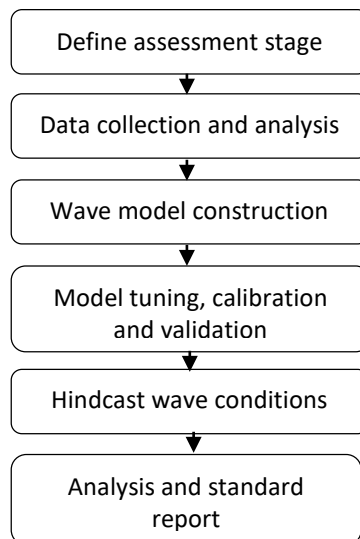 Define assessment stage
Data collection and analysis
Wave model construction
Model tuning, calibration
and validation
Hindcast wave conditions
Analysis and standard
report